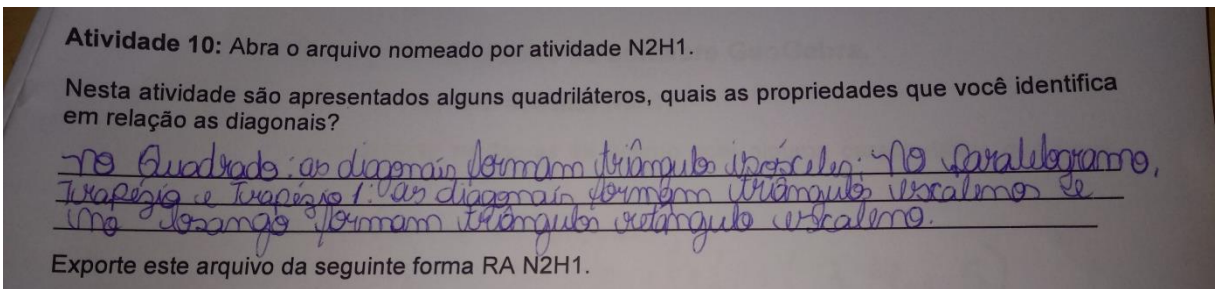 Atividade 10: Abra o arquivo nomeado por atividade N2H1.
Nesta atividade são apresentados alguns quadriláteros, quais as propriedades que você identifica
em relação as diagonais?
no Quadrado: as diagonais formam triângulos isósceles. No paralelogramo,
Trapézio e Trapézio 1: as diagonais formam triângulos escalenos e
no losango formam triângulos retângulo escaleno.
Exporte este arquivo da seguinte forma RA N2H1.